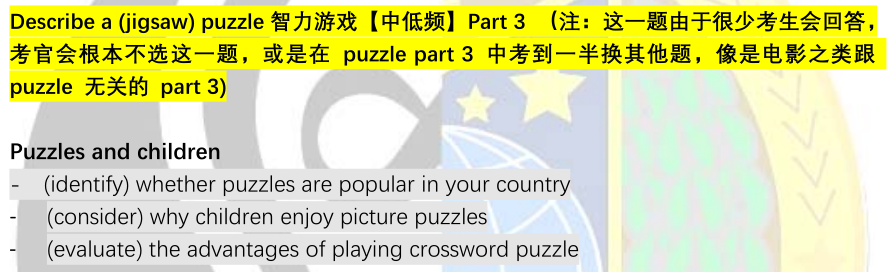 Describe a (jigsaw) puzzle 智力游戏【中低频】Part 3 （注：这一题由于很少考生会回答，
考官会根本不选这一题，或是在 puzzle part 3 中考到一半换其他题，像是电影之类跟
puzzle 无关的 part 3)
Puzzles and children
- (identify) whether puzzles are popular in your country
- (consider) why children enjoy picture puzzles
- (evaluate) the advantages of playing crossword puzzle